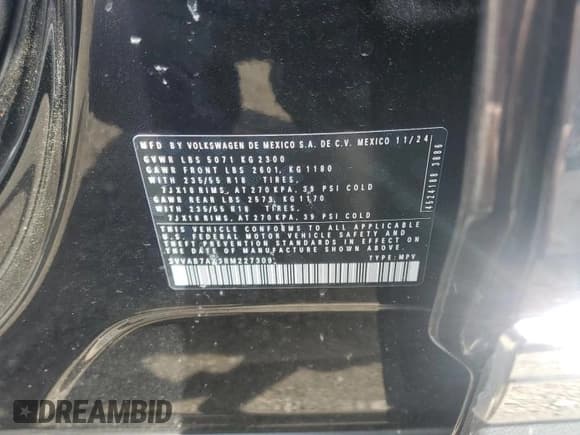 MFD BY VOLKSWAGEN DE MEXICO S.A. DE C.V. MEXICO 11/24
GVWR LBS 5071 KG 2300
GAWR FRONT LBS 2601, KG 1180
WITH 235/55 R18 TIRES,
7JX18 RIMS, AT 270 KPA, 39 PSI COLD
GAWR REAR LBS 2579, KG 1170
WITH 235/55 R18 TIRES,
7JX18 RIMS, AT 270 KPA, 39 PSI COLD
THIS VEHICLE CONFORMS TO ALL APPLICABLE
U.S. FEDERAL MOTOR VEHICLE SAFETY AND
THEFT PREVENTION STANDARDS IN EFFECT ON
THE DATE OF MANUFACTURE SHOWN ABOVE.
TYPE: MPV
DREAMBID